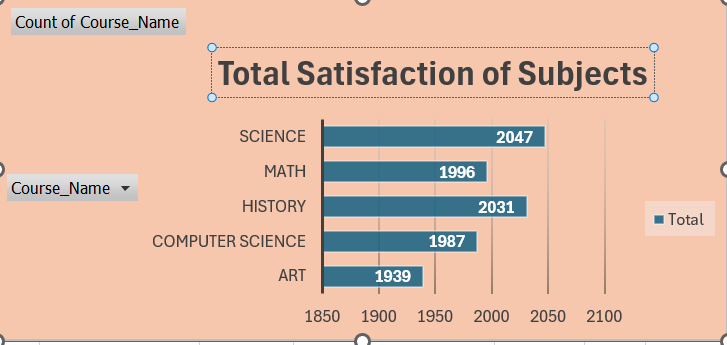 Count of Course_Name
Total Satisfaction of Subjects
SCIENCE 2047
MATH 1996
Course_Name
HISTORY 2031
Total
COMPUTER SCIENCE 1987
ART 1939
1850 1900 1950 2000 2050 2100